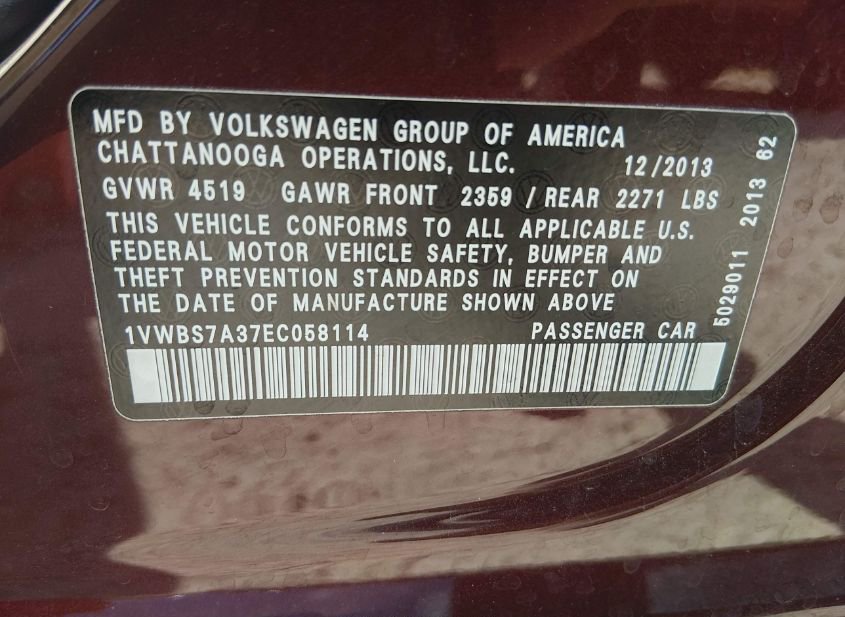 MFD BY VOLKSWAGEN GROUP OF AMERICA
CHATTANOOGA OPERATIONS, LLC. 12/2013
GVWR 4519 GAWR FRONT 2359 / REAR 2271 LBS
THIS VEHICLE CONFORMS TO ALL APPLICABLE U.S.
FEDERAL MOTOR VEHICLE SAFETY, BUMPER AND
THEFT PREVENTION STANDARDS IN EFFECT ON
THE DATE OF MANUFACTURE SHOWN ABOVE
1VWBS7A37EC058114 PASSENGER CAR
5029011 2013 62